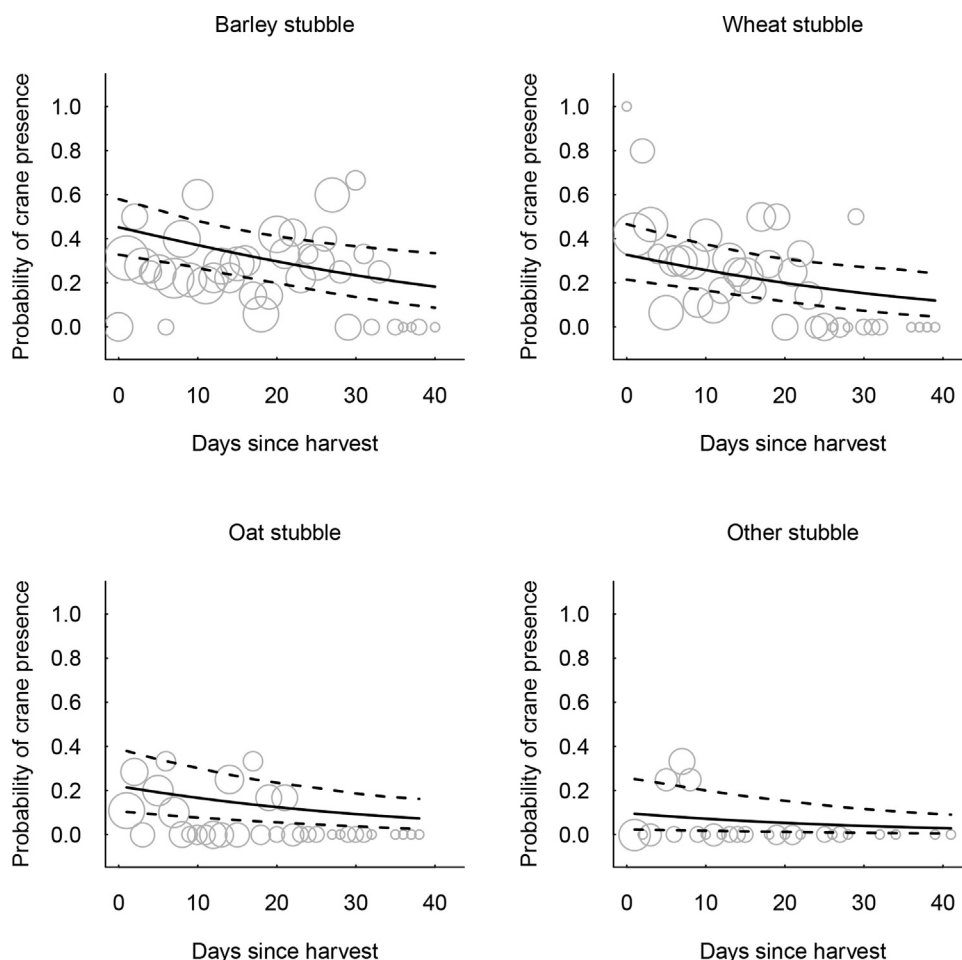 Barley stubble
Probability of crane presence
1.0
0.8
0.6
0.4
0.2
0.0
0 10 20 30 40
Days since harvest
Wheat stubble
Probability of crane presence
1.0
0.8
0.6
0.4
0.2
0.0
0 10 20 30 40
Days since harvest
Oat stubble
Probability of crane presence
1.0
0.8
0.6
0.4
0.2
0.0
0 10 20 30 40
Days since harvest
Other stubble
Probability of crane presence
1.0
0.8
0.6
0.4
0.2
0.0
0 10 20 30 40
Days since harvest